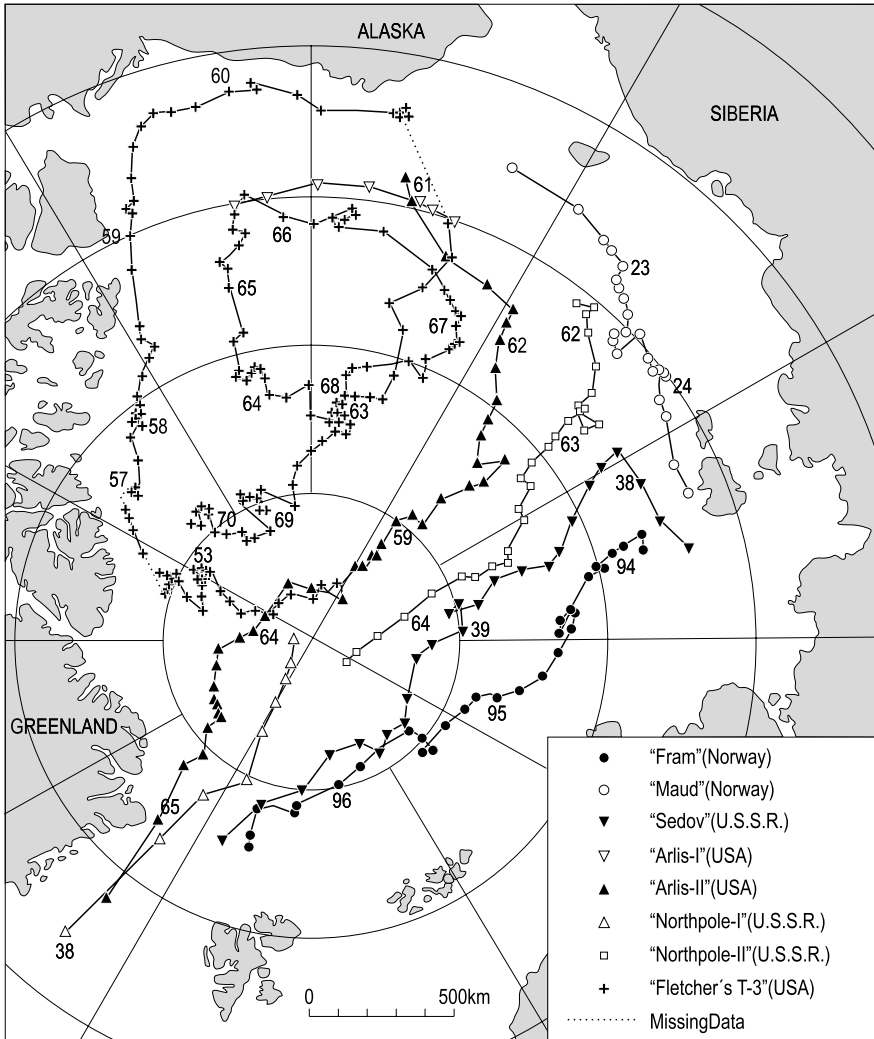 ALASKA
60
SIBERIA
61
59
66
23
65
67
62
62
24
68
64
63
58
63
38
57
70
69
59
94
53
64
64
39
GREENLAND
95
65
96
38
0 500km
“Fram”(Norway)
“Maud”(Norway)
“Sedov”(U.S.S.R.)
“Arlis-I”(USA)
“Arlis-II”(USA)
“Northpole-I”(U.S.S.R.)
“Northpole-II”(U.S.S.R.)
“Fletcher´s T-3”(USA)
MissingData